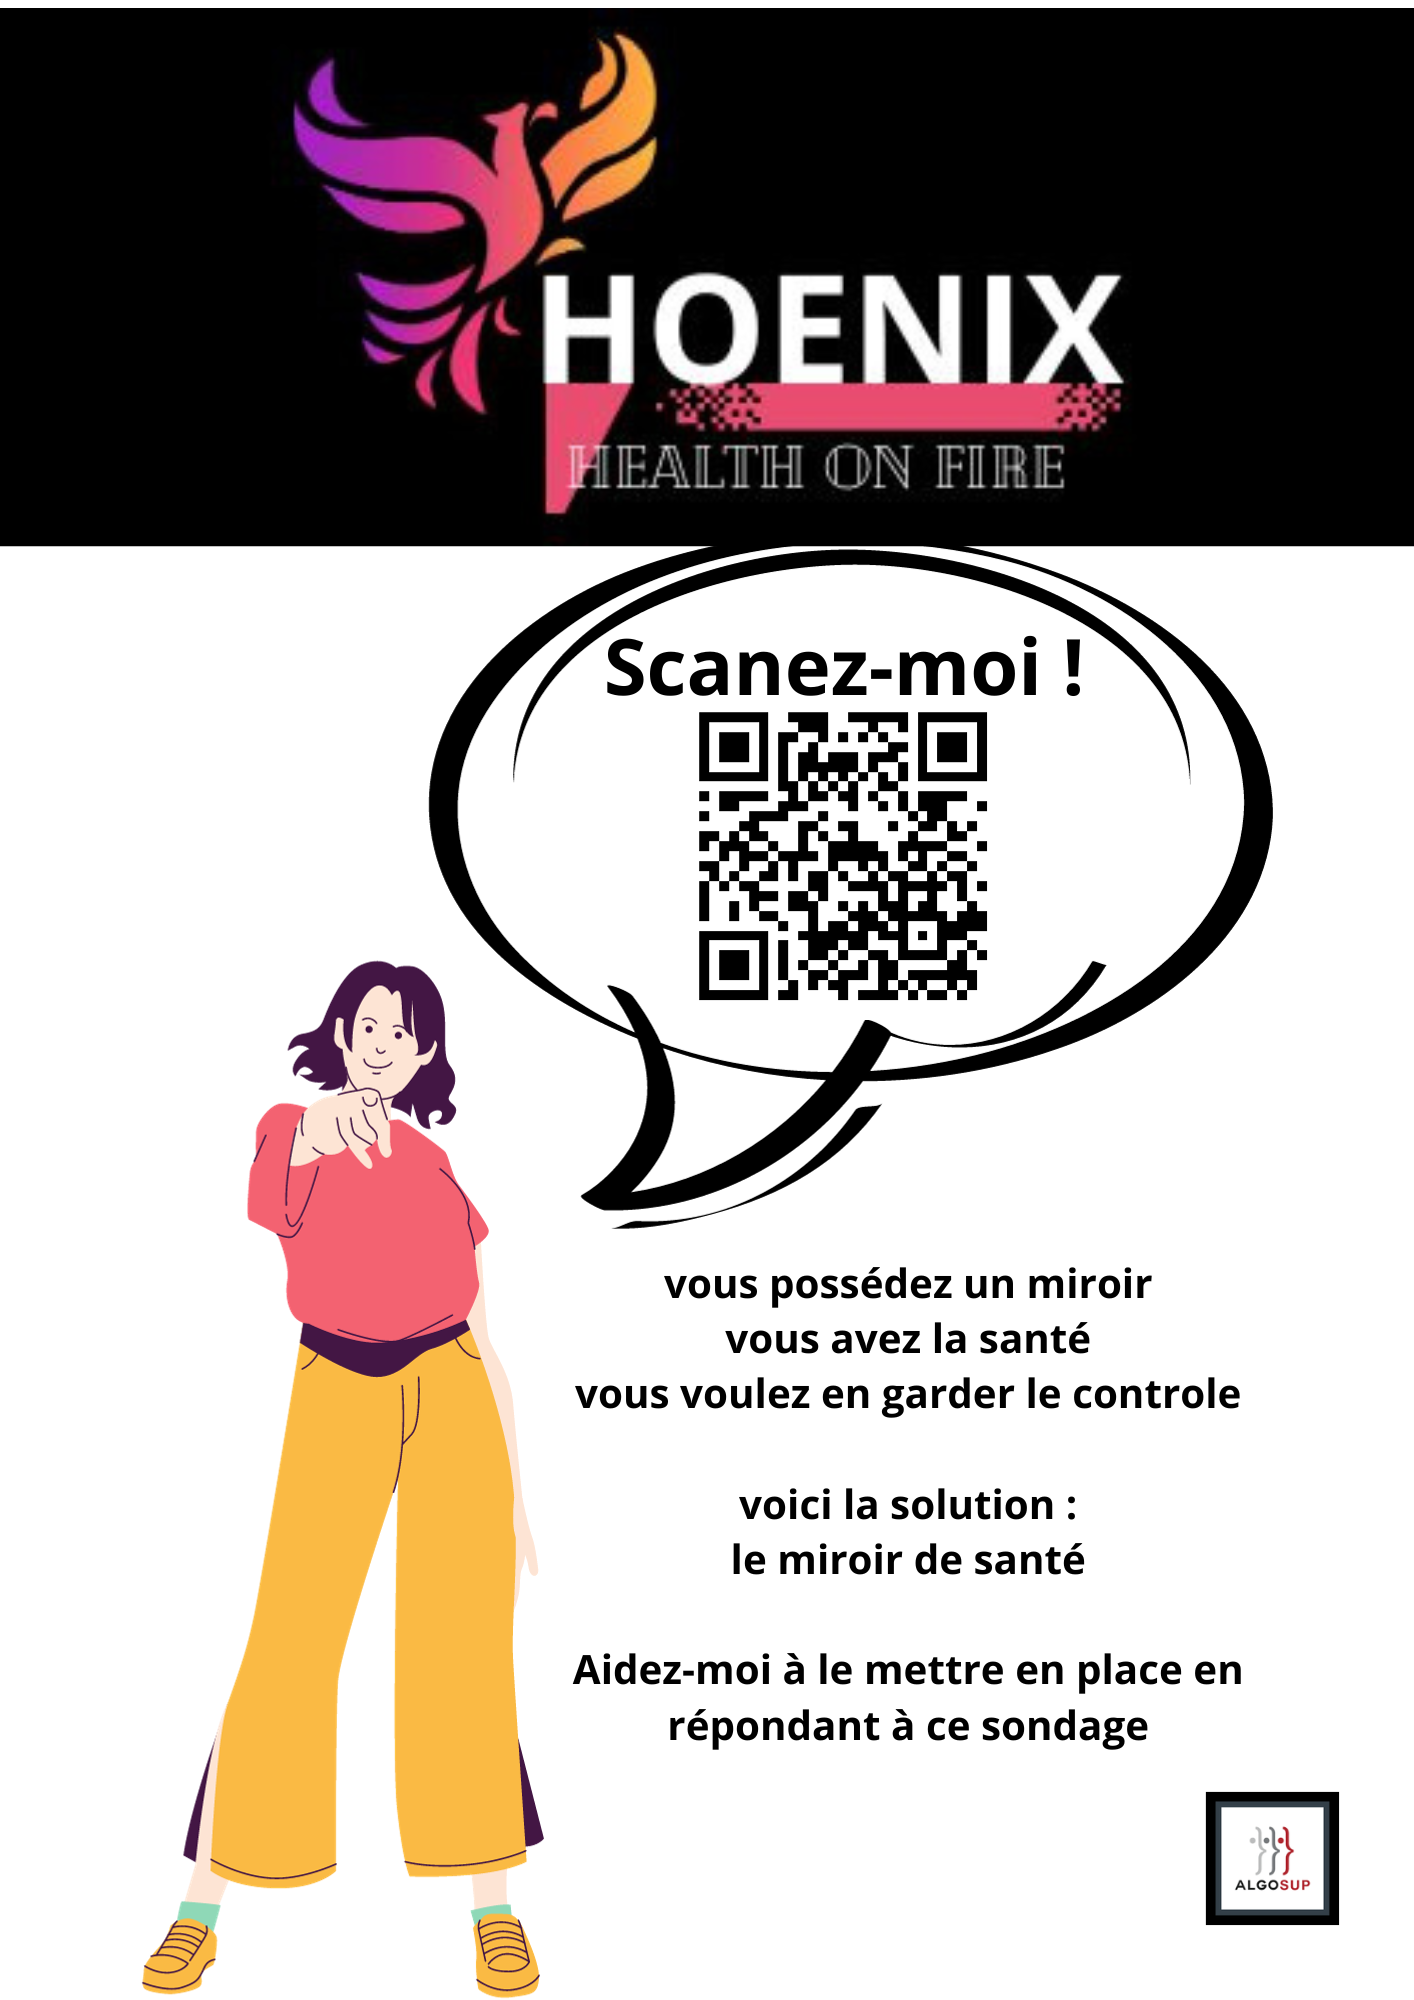 HOENIX
HEALTH ON FIRE
Scanez-moi !
vous possédez un miroir
vous avez la santé
vous voulez en garder le controle
voici la solution :
le miroir de santé
Aidez-moi à le mettre en place en
répondant à ce sondage
ALGOSUP